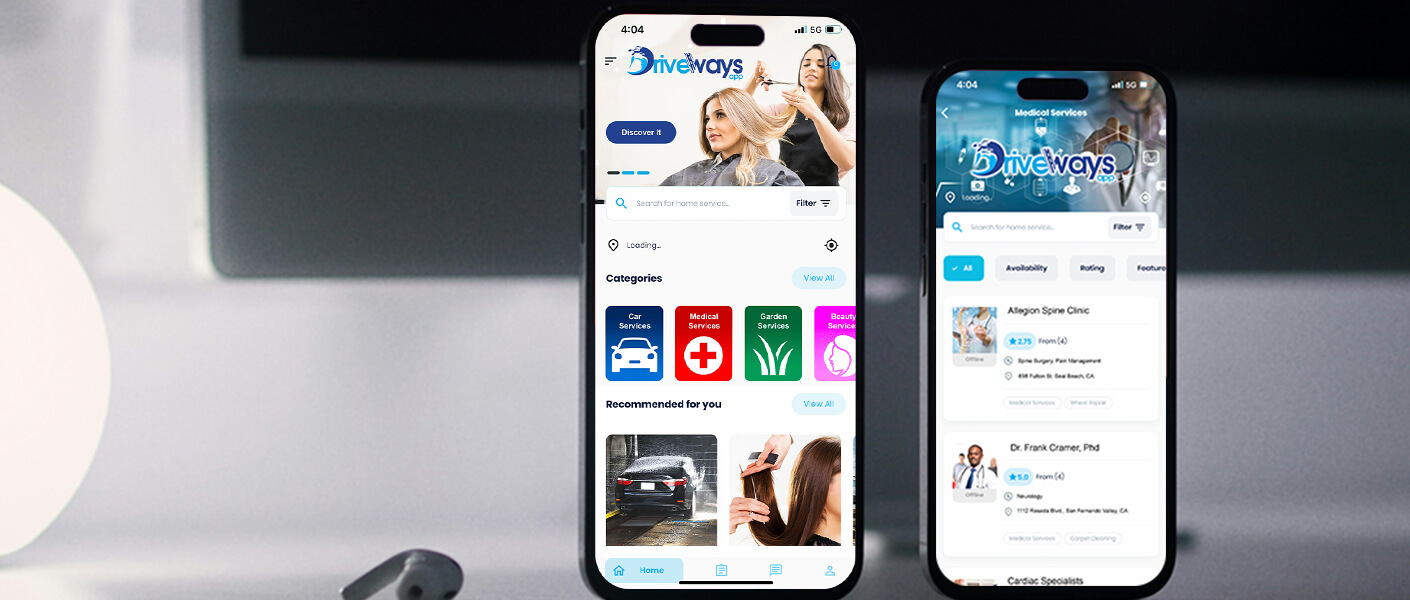 4:04
5G
DriveWays
app
Discover It
Search for home service...
Filter
Loading...
Categories
View All
Car
Services
Medical
Services
Garden
Services
Beauty
Service
Recommended for you
View All
Home
4:04
5G
Medical Services
DriveWays
app
Loading...
Search for home service...
Filter
All
Availability
Rating
Feature
Allegion Spine Clinic
2.75 From (4)
Offline
Spine Surgery, Pain Management
Fulton St. Seal Beach, CA
Medical Services
Wheel Repair
Dr. Frank Cramer, Phd
5.0 From (4)
Offline
Neurology
1112 Reseda Blvd., San Fernando Valley, CA
Medical Services
Carpet Cleaning
Cardiac Specialists